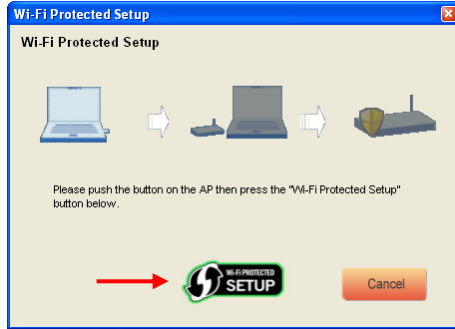 Wi-Fi Protected Setup
Wi-Fi Protected Setup
Please push the button on the AP then press the "Wi-Fi Protected Setup"
button below.
WI-FI PROTECTED
SETUP
Cancel